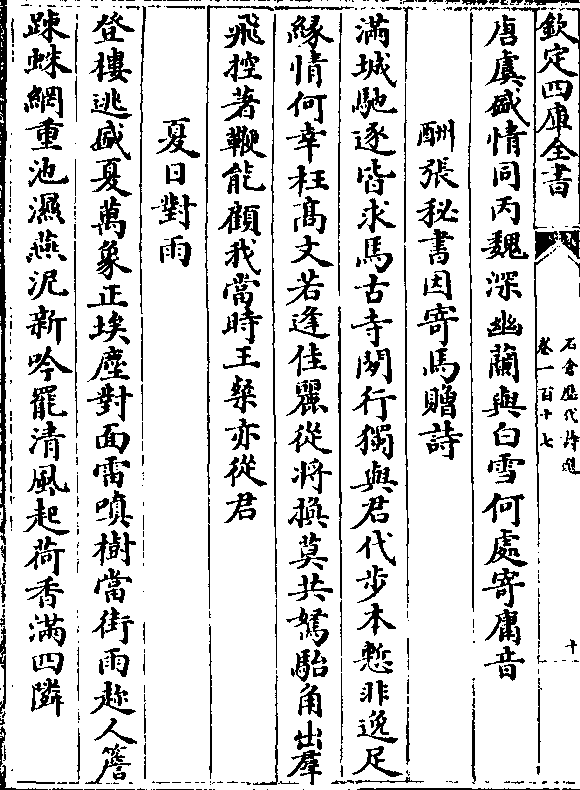 欽定四庫全書
石倉歷代詩選
卷一百十七
十
唐虞盛情同丙魏深幽蘭與白雪何處寄庸音
酬張秘書因寄馬贈詩
滿城馳逐皆求馬古寺閒行獨與君代步本慙非逸足
緣情何幸枉高文若逢佳麗從將換莫共駑駘角出羣
飛控著鞭能顧我當時王粲亦從君
夏日對雨
登樓逃盛夏萬象正埃塵對面雷嗔樹當街雨趂人簷
踈蛛網重池濕燕泥新吟罷清風起荷香滿四隣